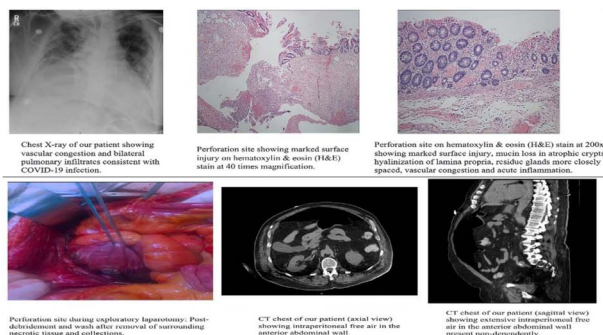 Chest X-ray of our patient showing
vascular congestion and bilateral
pulmonary infiltrates consistent with
COVID-19 infection.
Perforation site showing marked surface
injury on hematoxylin & eosin (H&E)
stain at 40 times magnification.
Perforation site on hematoxylin & eosin (H&E) stain at 200x
showing marked surface injury, mucin loss in atrophic crypts
hyalinization of lamina propria, residue glands more closely
spaced, vascular congestion and acute inflammation.
Perforation site during exploratory laparotomy: Post-
debridement and wash after removal of surrounding
necrotic tissue and collections.
CT chest of our patient (axial view)
showing intraperitoneal free air in the
anterior abdominal wall
CT chest of our patient (sagittal view)
showing extensive intraperitoneal free
air in the anterior abdominal wall
present non-dependently.